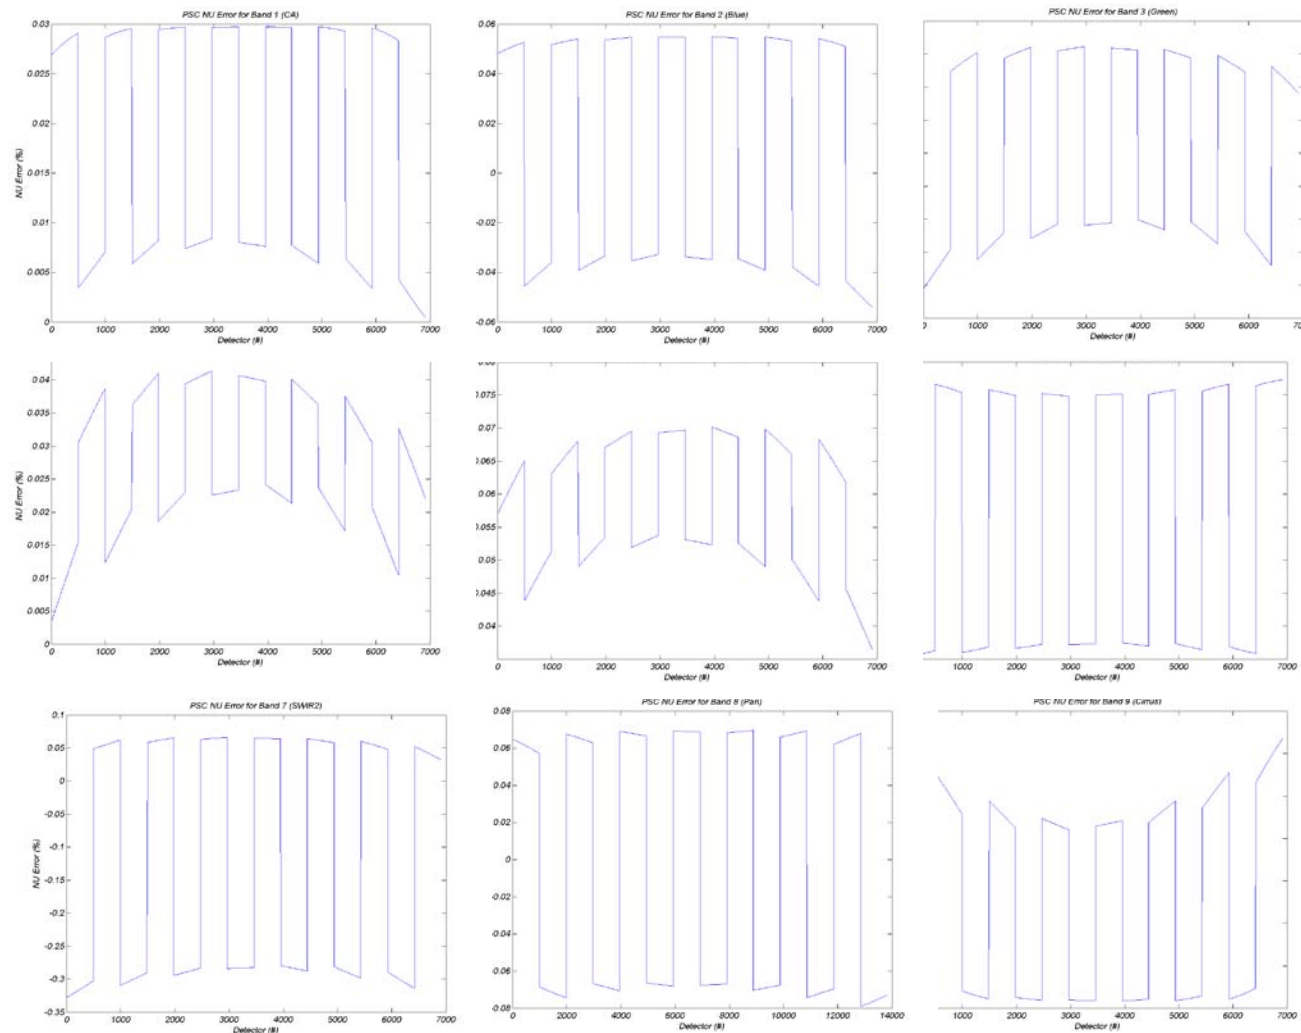 PSC NU Error for Band 1 (CA)
NU Error (%)
0.03
0.025
0.02
0.015
0.01
0.005
0
0 1000 2000 3000 4000 5000 6000 7000
Detector (#)
PSC NU Error for Band 2 (Blue)
0.06
0.04
0.02
0
-0.02
-0.04
-0.06
0 1000 2000 3000 4000 5000 6000 7000
Detector (#)
PSC NU Error for Band 3 (Green)
0 1000 2000 3000 4000 5000 6000
Detector (#)
NU Error (%)
0.04
0.035
0.03
0.025
0.02
0.015
0.01
0.005
0
0 1000 2000 3000 4000 5000 6000 7000
Detector (#)
0.075
0.07
0.065
0.06
0.055
0.05
0.045
0.04
0 1000 2000 3000 4000 5000 6000 7000
Detector (#)
1000 2000 3000 4000 5000 6000 7000
Detector (#)
PSC NU Error for Band 7 (SWIR2)
NU Error (%)
0.1
0.05
0
-0.05
-0.1
-0.15
-0.2
-0.25
-0.3
-0.35
0 1000 2000 3000 4000 5000 6000 7000
Detector (#)
PSC NU Error for Band 8 (Pan)
0.08
0.06
0.04
0.02
0
-0.02
-0.04
-0.06
-0.08
0 2000 4000 6000 8000 10000 12000 14000
Detector (#)
PSC NU Error for Band 9 (Cirrus)
1000 2000 3000 4000 5000 6000 7000
Detector (#)